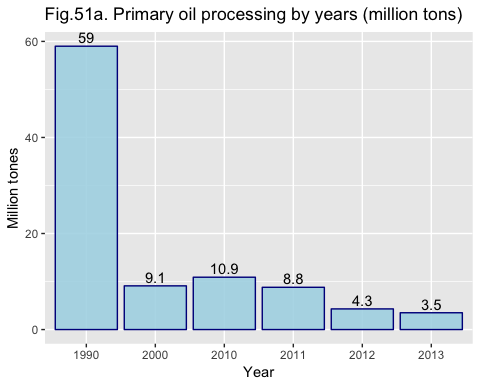 Fig.51a. Primary oil processing by years (million tons)
60
40
20
0
Million tones
59
9.1
10.9
8.8
4.3
3.5
1990 2000 2010 2011 2012 2013
Year